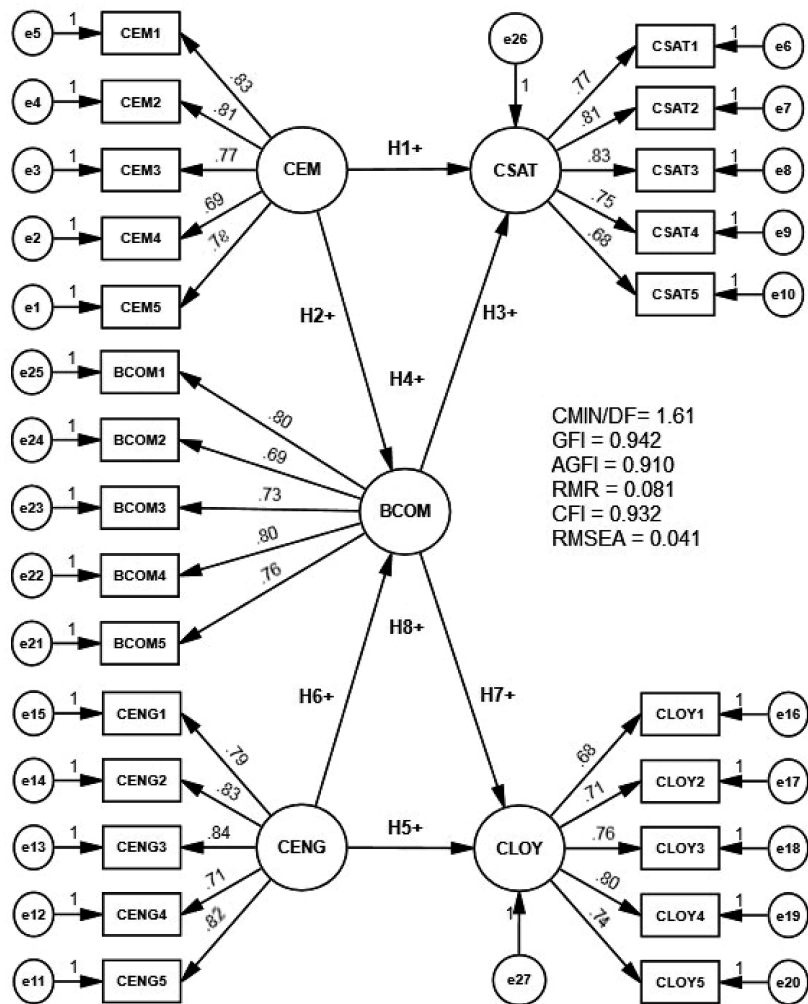 e5 1 CEM1 .83
e4 1 CEM2 .81
e3 1 CEM3 .77
e2 1 CEM4 .69
e1 1 CEM5 .78
CEM
H1+
e26
1
CSAT
.77 CSAT1 1 e6
.81 CSAT2 1 e7
.83 CSAT3 1 e8
.75 CSAT4 1 e9
.68 CSAT5 1 e10
H2+
H3+
H4+
e25 1 BCOM1 .80
e24 1 BCOM2 .69
e23 1 BCOM3 .73
e22 1 BCOM4 .80
e21 1 BCOM5 .76
BCOM
CMIN/DF= 1.61
GFI = 0.942
AGFI = 0.910
RMR = 0.081
CFI = 0.932
RMSEA = 0.041
H8+
H6+
H7+
e15 1 CENG1 .79
e14 1 CENG2 .83
e13 1 CENG3 .84
e12 1 CENG4 .71
e11 1 CENG5 .82
CENG
H5+
CLOY
1
e27
.68 CLOY1 1 e16
.71 CLOY2 1 e17
.76 CLOY3 1 e18
.80 CLOY4 1 e19
.74 CLOY5 1 e20